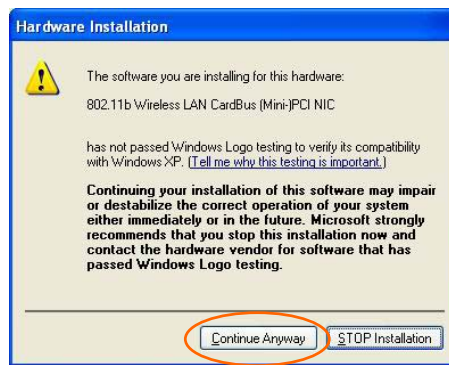 Hardware Installation
The software you are installing for this hardware:
802.11b Wireless LAN CardBus (Mini-)PCI NIC
has not passed Windows Logo testing to verify its compatibility
with Windows XP. (Tell me why this testing is important.)
Continuing your installation of this software may impair
or destabilize the correct operation of your system
either immediately or in the future. Microsoft strongly
recommends that you stop this installation now and
contact the hardware vendor for software that has
passed Windows Logo testing.
Continue Anyway
STOP Installation